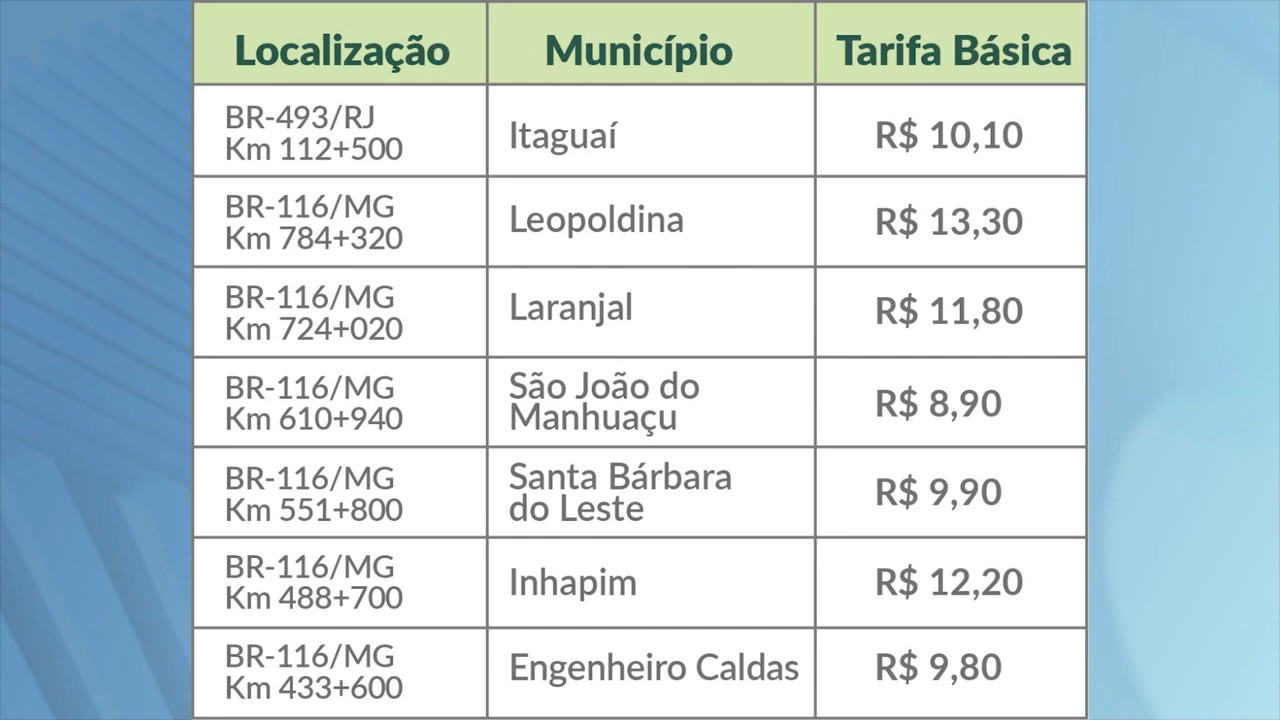 Localização Município Tarifa Básica
BR-493/RJ
Km 112+500
Itaguaí
R$ 10,10
BR-116/MG
Km 784+320
Leopoldina
R$ 13,30
BR-116/MG
Km 724+020
Laranjal
R$ 11,80
BR-116/MG
Km 610+940
São João do
Manhuaçu
R$ 8,90
BR-116/MG
Km 551+800
Santa Bárbara
do Leste
R$ 9,90
BR-116/MG
Km 488+700
Inhapim
R$ 12,20
BR-116/MG
Km 433+600
Engenheiro Caldas
R$ 9,80